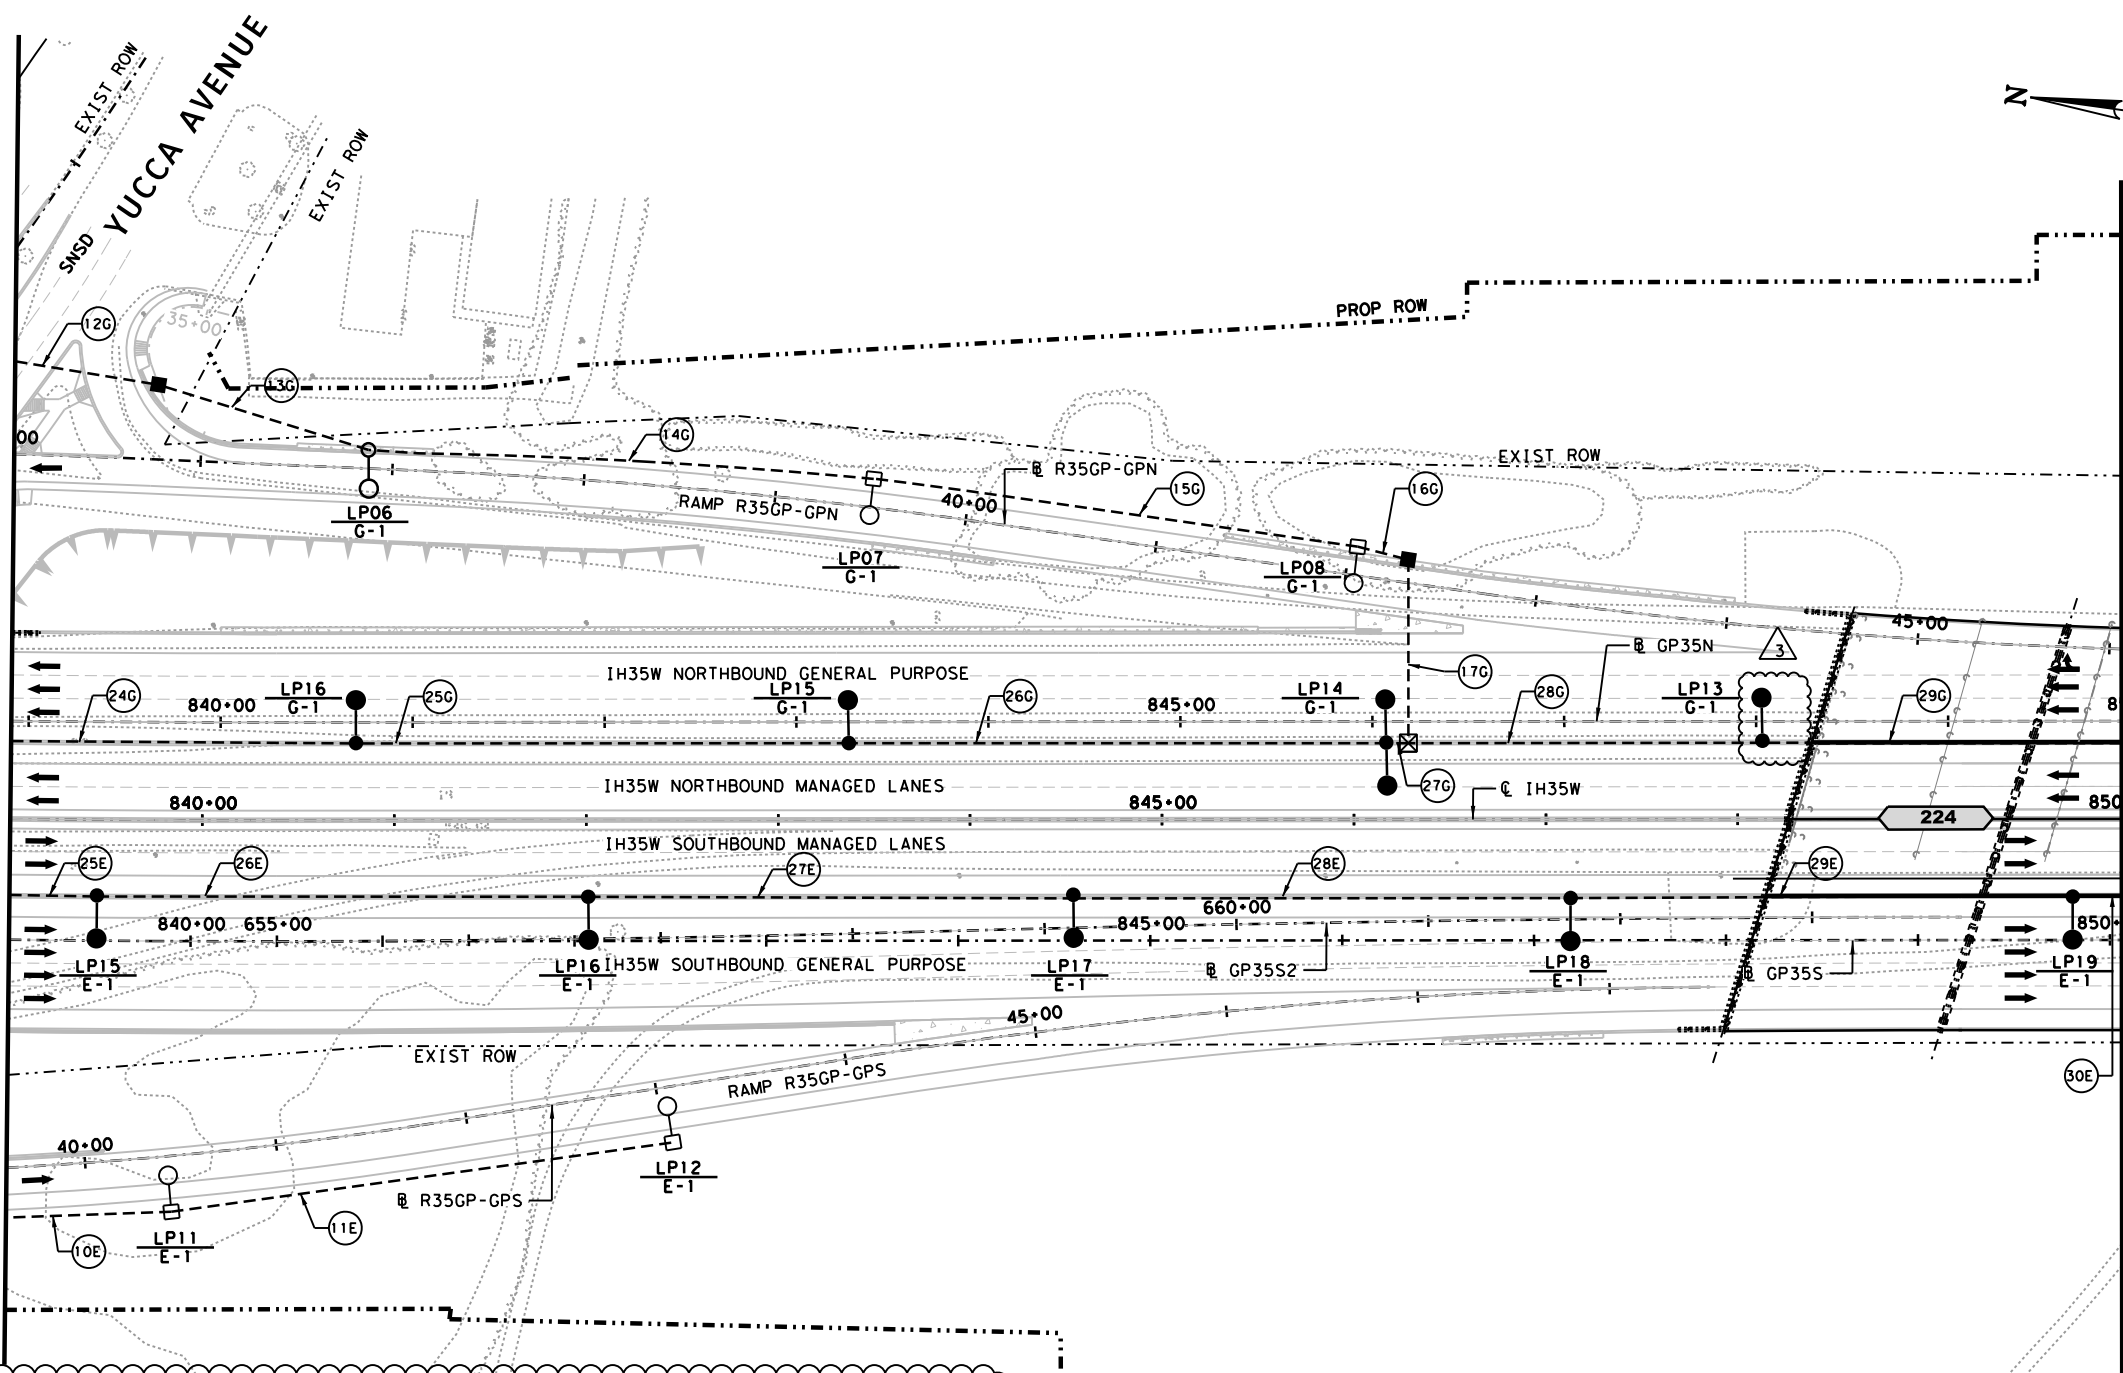 EXIST ROW
YUCCA AVENUE
SNSD
EXIST ROW
N
35+00
12G
13G
PROP ROW
00
14G
EXIST ROW
℄ R35GP-GPN
15G
16G
RAMP R35GP-GPN
40+00
LP06
G-1
LP07
G-1
LP08
G-1
45+00
IH35W NORTHBOUND GENERAL PURPOSE
17G
℄ GP35N
3
24G
LP16
G-1
25G
840+00
LP15
G-1
26G
845+00
LP14
G-1
28G
LP13
G-1
29G
8
IH35W NORTHBOUND MANAGED LANES
27G
℄ IH35W
840+00
845+00
850
224
IH35W SOUTHBOUND MANAGED LANES
25E
26E
27E
28E
29E
840+00
655+00
845+00
660+00
850+
LP15
E-1
LP16
E-1
IH35W SOUTHBOUND GENERAL PURPOSE
LP17
E-1
℄ GP35S2
LP18
E-1
℄ GP35S
LP19
E-1
45+00
EXIST ROW
RAMP R35GP-GPS
30E
40+00
LP12
E-1
℄ R35GP-GPS
11E
LP11
E-1
10E